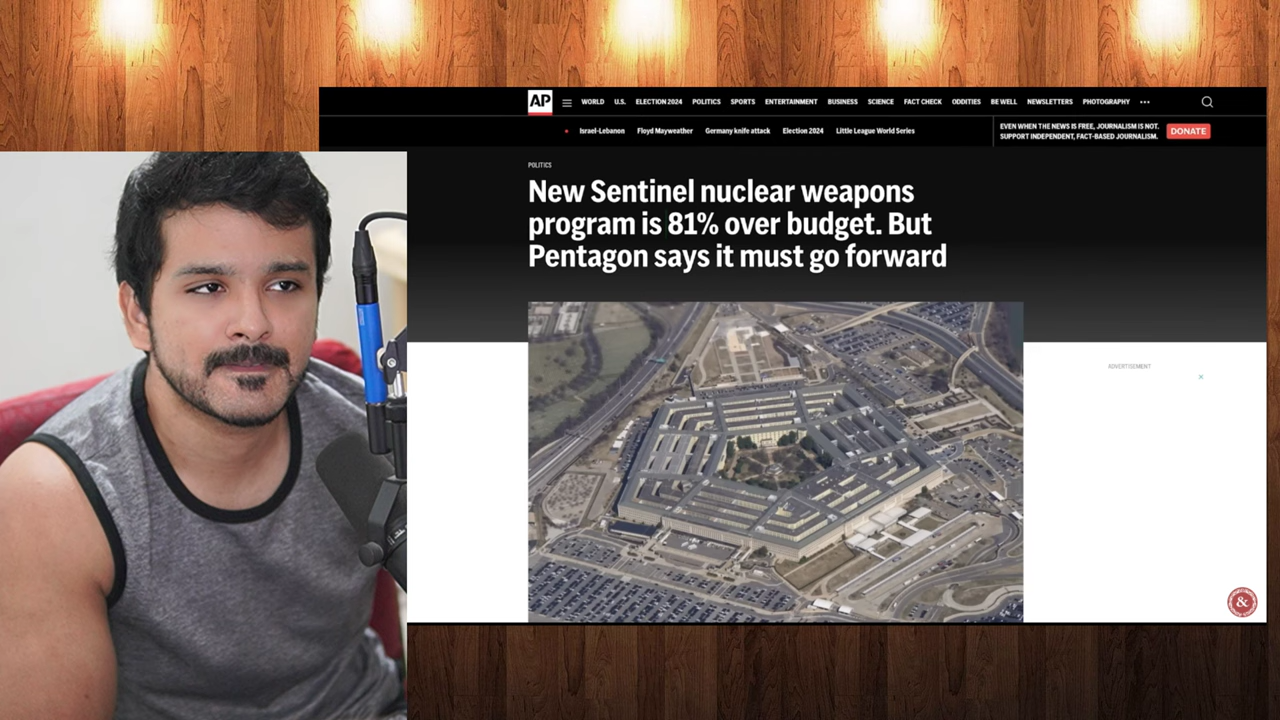 AP
WORLD U.S. ELECTION 2024 POLITICS SPORTS ENTERTAINMENT BUSINESS SCIENCE FACT CHECK ODDITIES BE WELL NEWSLETTERS PHOTOGRAPHY
Israel-Lebanon Floyd Mayweather Germany knife attack Election 2024 Little League World Series
EVEN WHEN THE NEWS IS FREE, JOURNALISM IS NOT.
SUPPORT INDEPENDENT, FACT-BASED JOURNALISM.
DONATE
POLITICS
New Sentinel nuclear weapons
program is 81% over budget. But
Pentagon says it must go forward
ADVERTISEMENT
&